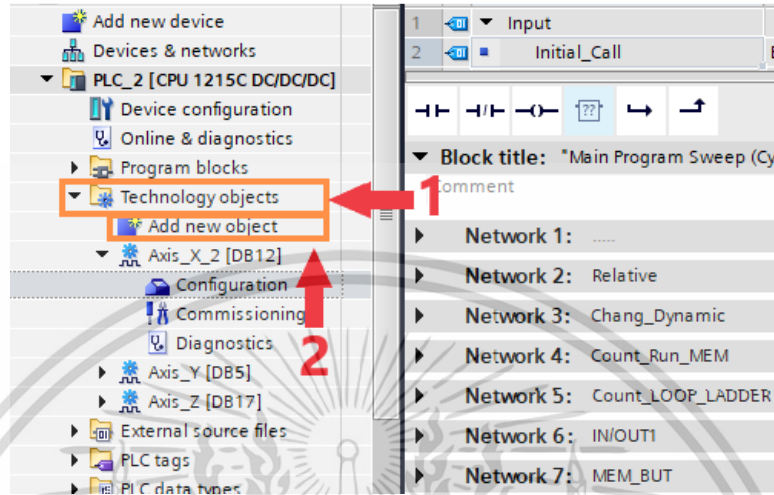 Add new device
Devices & networks
PLC_2 [CPU 1215C DC/DC/DC]
Device configuration
Online & diagnostics
Program blocks
Technology objects
Add new object
Axis_X_2 [DB12]
Configuration
Commissioning
Diagnostics
Axis_Y [DB5]
Axis_Z [DB17]
External source files
PLC tags
PLC data types
1
2
1 Input
2 Initial_Call
??
Block title: "Main Program Sweep (Cy
omment
Network 1: .....
Network 2: Relative
Network 3: Chang_Dynamic
Network 4: Count_Run_MEM
Network 5: Count_LOOP_LADDER
Network 6: IN/OUT1
Network 7: MEM_BUT